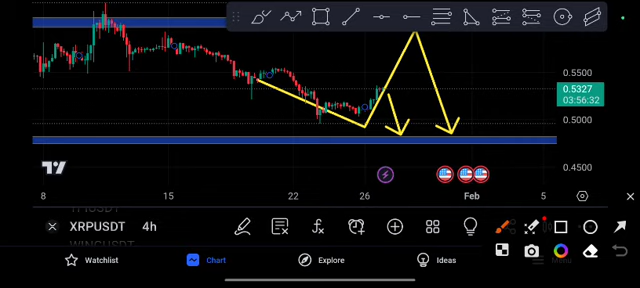 0.5500
0.5327
03:56:32
0.5000
0.4500
8 15 22 26 Feb 5
XRPUSDT 4h
Watchlist Chart Explore Ideas